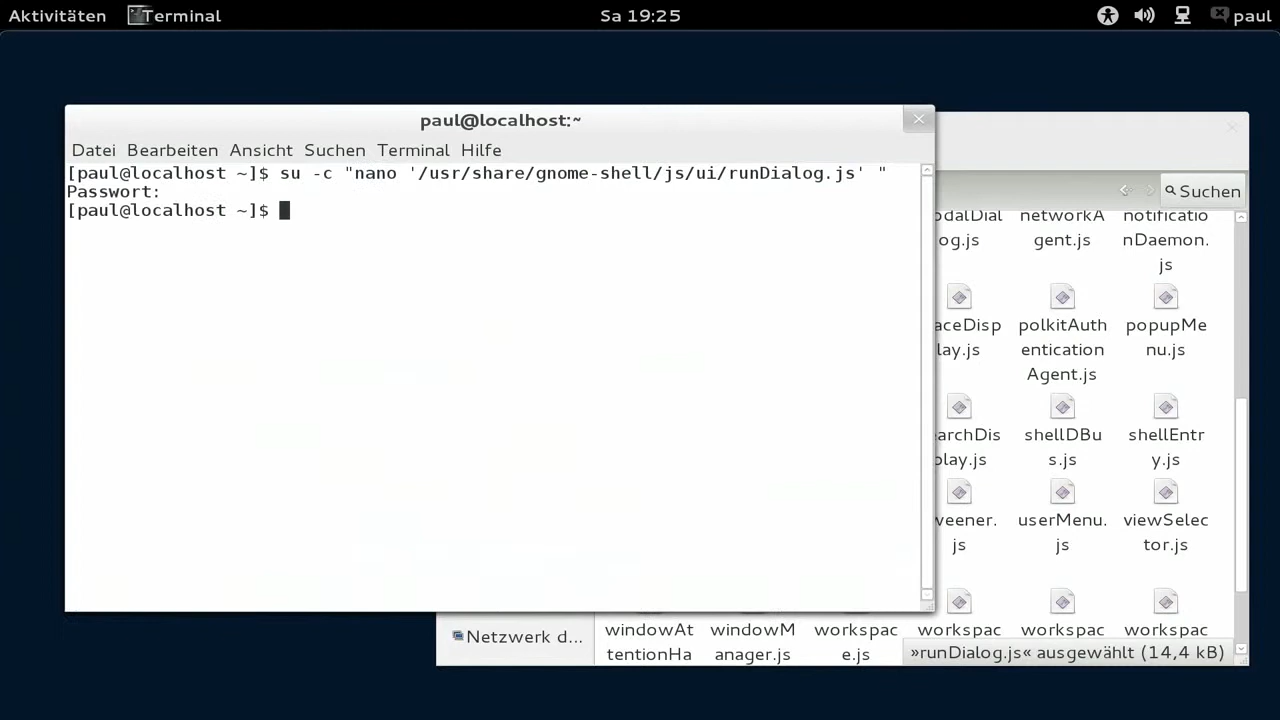 Aktivitäten Terminal Sa 19:25 paul
paul@localhost:~
Datei Bearbeiten Ansicht Suchen Terminal Hilfe
[paul@localhost ~]$ su -c "nano '/usr/share/gnome-shell/js/ui/runDialog.js' "
Passwort:
[paul@localhost ~]$
Suchen
odalDial
og.js
networkA
gent.js
notificatio
nDaemon.
js
aceDisp
lay.js
polkitAuth
entication
Agent.js
popupMe
nu.js
archDis
play.js
shellDBu
s.js
shellEntr
y.js
weener.
js
userMenu.
js
viewSelec
tor.js
Netzwerk d...
windowAt
tentionHa
windowM
anager.js
workspac
e.js
workspac
workspac
workspac
»runDialog.js« ausgewählt (14,4 kB)